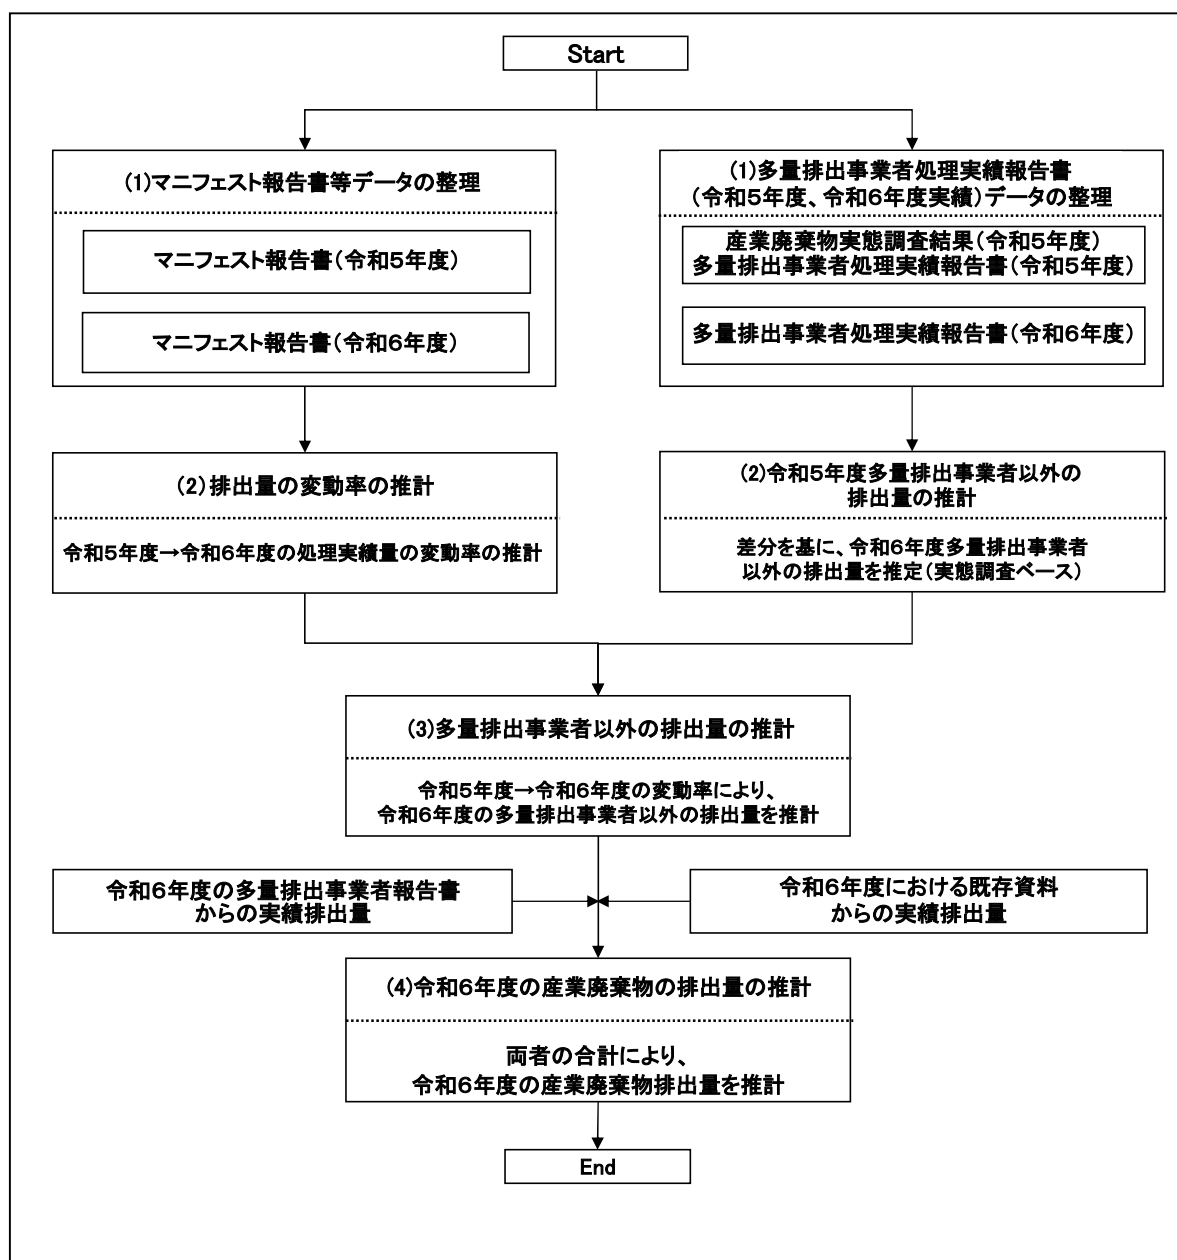 Start
(1)マニフェスト報告書等データの整理
マニフェスト報告書(令和5年度)
マニフェスト報告書(令和6年度)
(1)多量排出事業者処理実績報告書
(令和5年度、令和6年度実績)データの整理
産業廃棄物実態調査結果(令和5年度)
多量排出事業者処理実績報告書(令和5年度)
多量排出事業者処理実績報告書(令和6年度)
(2)排出量の変動率の推計
令和5年度→令和6年度の処理実績量の変動率の推計
(2)令和5年度多量排出事業者以外の
排出量の推計
差分を基に、令和6年度多量排出事業者
以外の排出量を推定(実態調査ベース)
(3)多量排出事業者以外の排出量の推計
令和5年度→令和6年度の変動率により、
令和6年度の多量排出事業者以外の排出量を推計
令和6年度の多量排出事業者報告書
からの実績排出量
令和6年度における既存資料
からの実績排出量
(4)令和6年度の産業廃棄物の排出量の推計
両者の合計により、
令和6年度の産業廃棄物排出量を推計
End